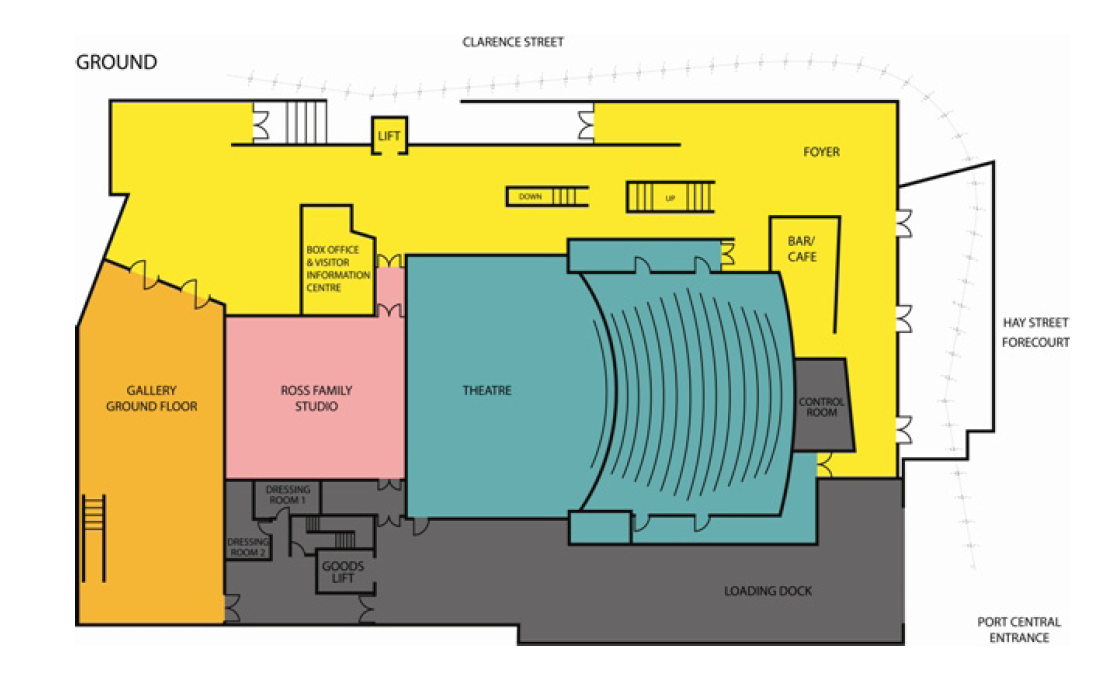 CLARENCE STREET
GROUND
LIFT
FOYER
DOWN
UP
BOX OFFICE
& VISITOR
INFORMATION
CENTRE
BAR/
CAFE
HAY STREET
FORECOURT
GALLERY
GROUND FLOOR
ROSS FAMILY
STUDIO
THEATRE
CONTROL
ROOM
DRESSING
ROOM 1
DRESSING
ROOM 2
GOODS
LIFT
LOADING DOCK
PORT CENTRAL
ENTRANCE